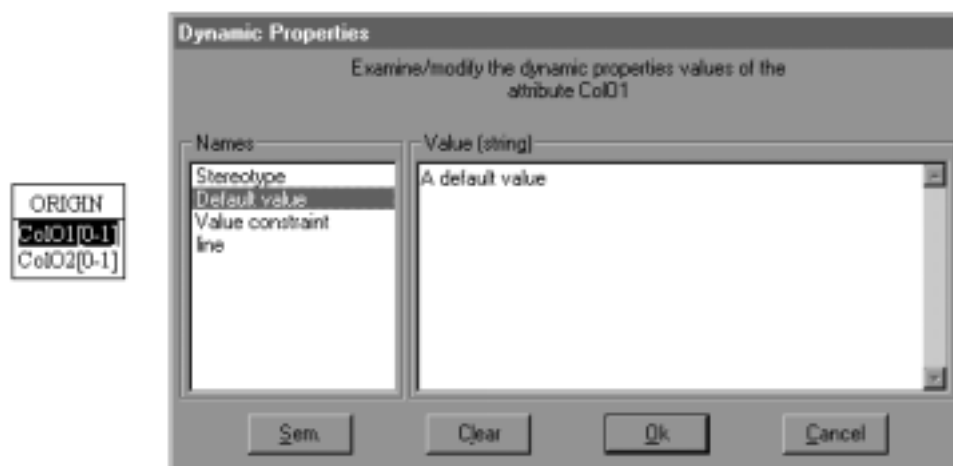 Dynamic Properties
Examine/modify the dynamic properties values of the
attribute ColO1
Names
Value (string)
Stereotype
Default value
Value constraint
line
A default value
ORIGIN
ColO1[0-1]
ColO2[0-1]
Sem.
Clear
Ok
Cancel